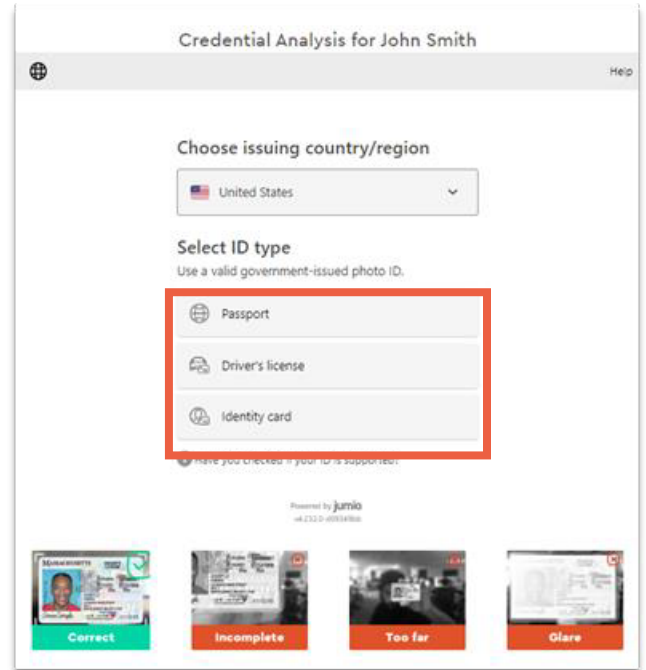 Credential Analysis for John Smith
Help
Choose issuing country/region
United States
Select ID type
Use a valid government-issued photo ID.
Passport
Driver's license
Identity card
Have you checked if your ID is supported?
Powered by jumio
MASSACHUSETTS
Correct
Incomplete
Too far
Glare